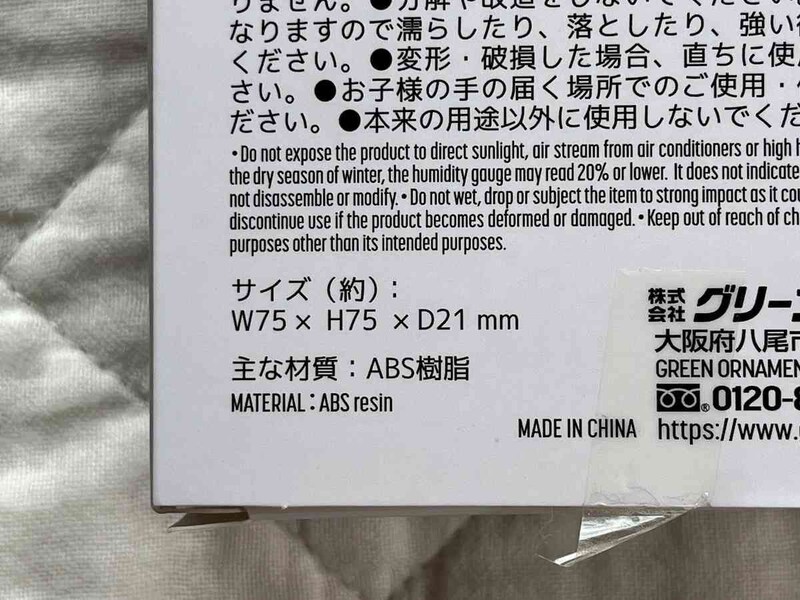 りません。●分解や改造をしないでください
なりますので濡らしたり、落としたり、強い
ください。●変形・破損した場合、直ちに使
さい。●お子様の手の届く場所でのご使用・
ださい。●本来の用途以外に使用しないでくだ
•Do not expose the product to direct sunlight, air stream from air conditioners or high
the dry season of winter, the humidity gauge may read 20% or lower. It does not indicate
not disassemble or modify. •Do not wet, drop or subject the item to strong impact as it
discontinue use if the product becomes deformed or damaged. •Keep out of reach of
purposes other than its intended purposes.
サイズ（約）：
W75 × H75 × D21 mm
主な材質：ABS樹脂
MATERIAL：ABS resin
MADE IN CHINA
株式会社 グリー
大阪府八尾市
GREEN ORNAMEN
0120-8
https://www.